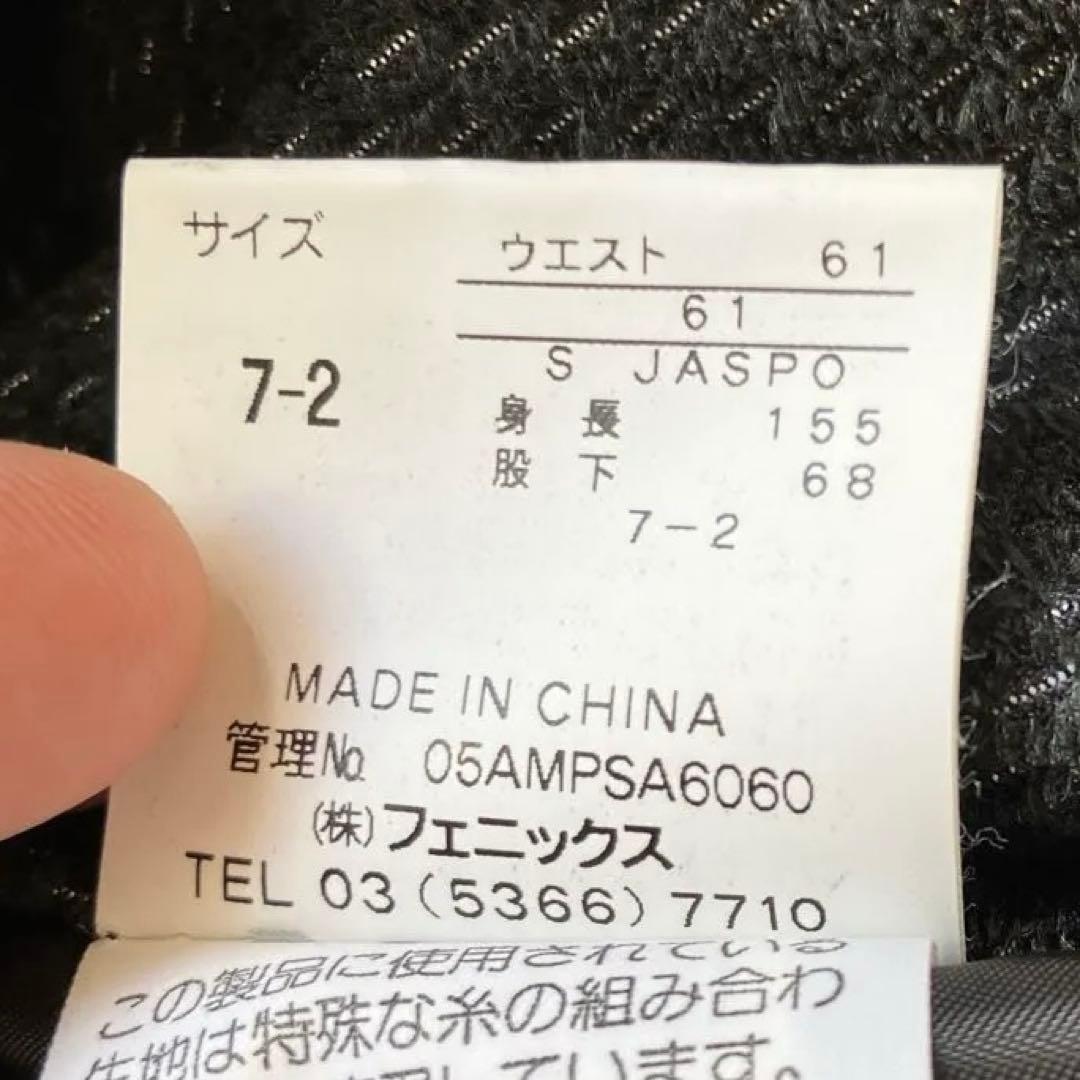 サイズ
ウエスト 61
61
7-2
S JASPO
身長 155
股下 68
7-2
MADE IN CHINA
管理No. 05AMPSA6060
(株)フェニックス
TEL 03(5366)7710
この製品に使用されている
生地は特殊な糸の組み合わ
しています。